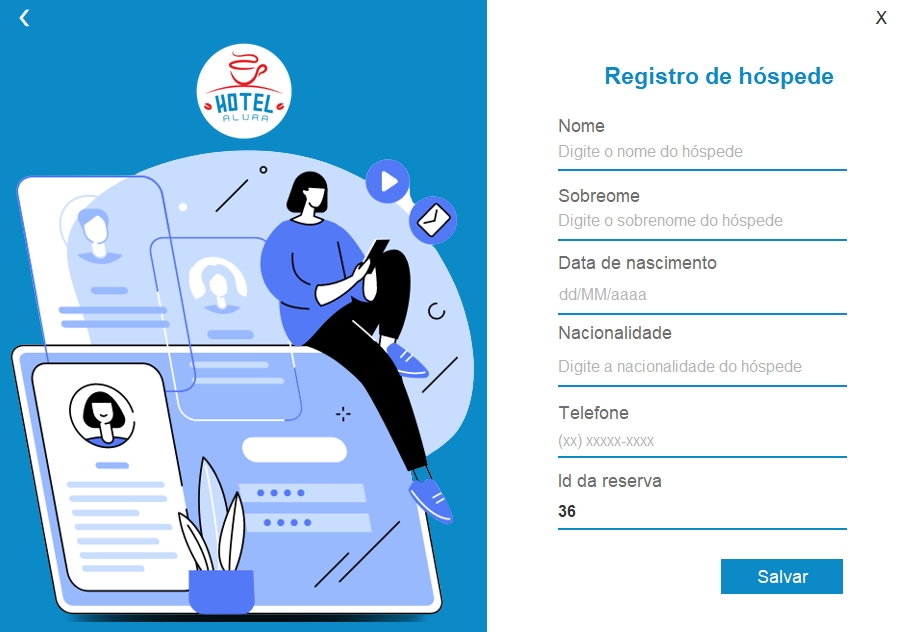 HOTEL
ALURA
X
Registro de hóspede
Nome
Digite o nome do hóspede
Sobreome
Digite o sobrenome do hóspede
Data de nascimento
dd/MM/aaaa
Nacionalidade
Digite a nacionalidade do hóspede
Telefone
(xx) xxxxx-xxxx
Id da reserva
36
Salvar